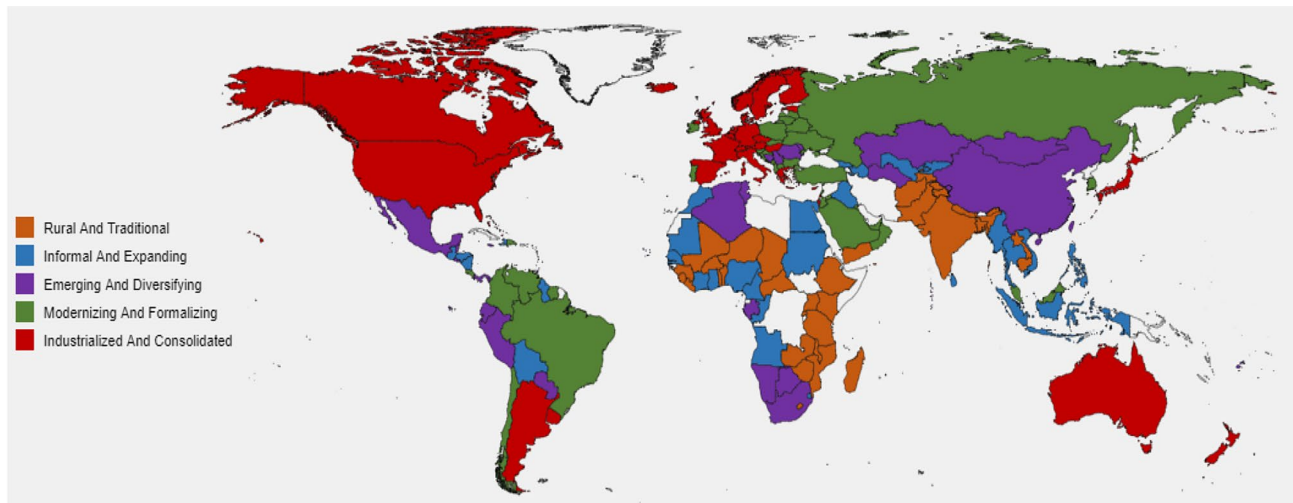 Rural And Traditional
Informal And Expanding
Emerging And Diversifying
Modernizing And Formalizing
Industrialized And Consolidated